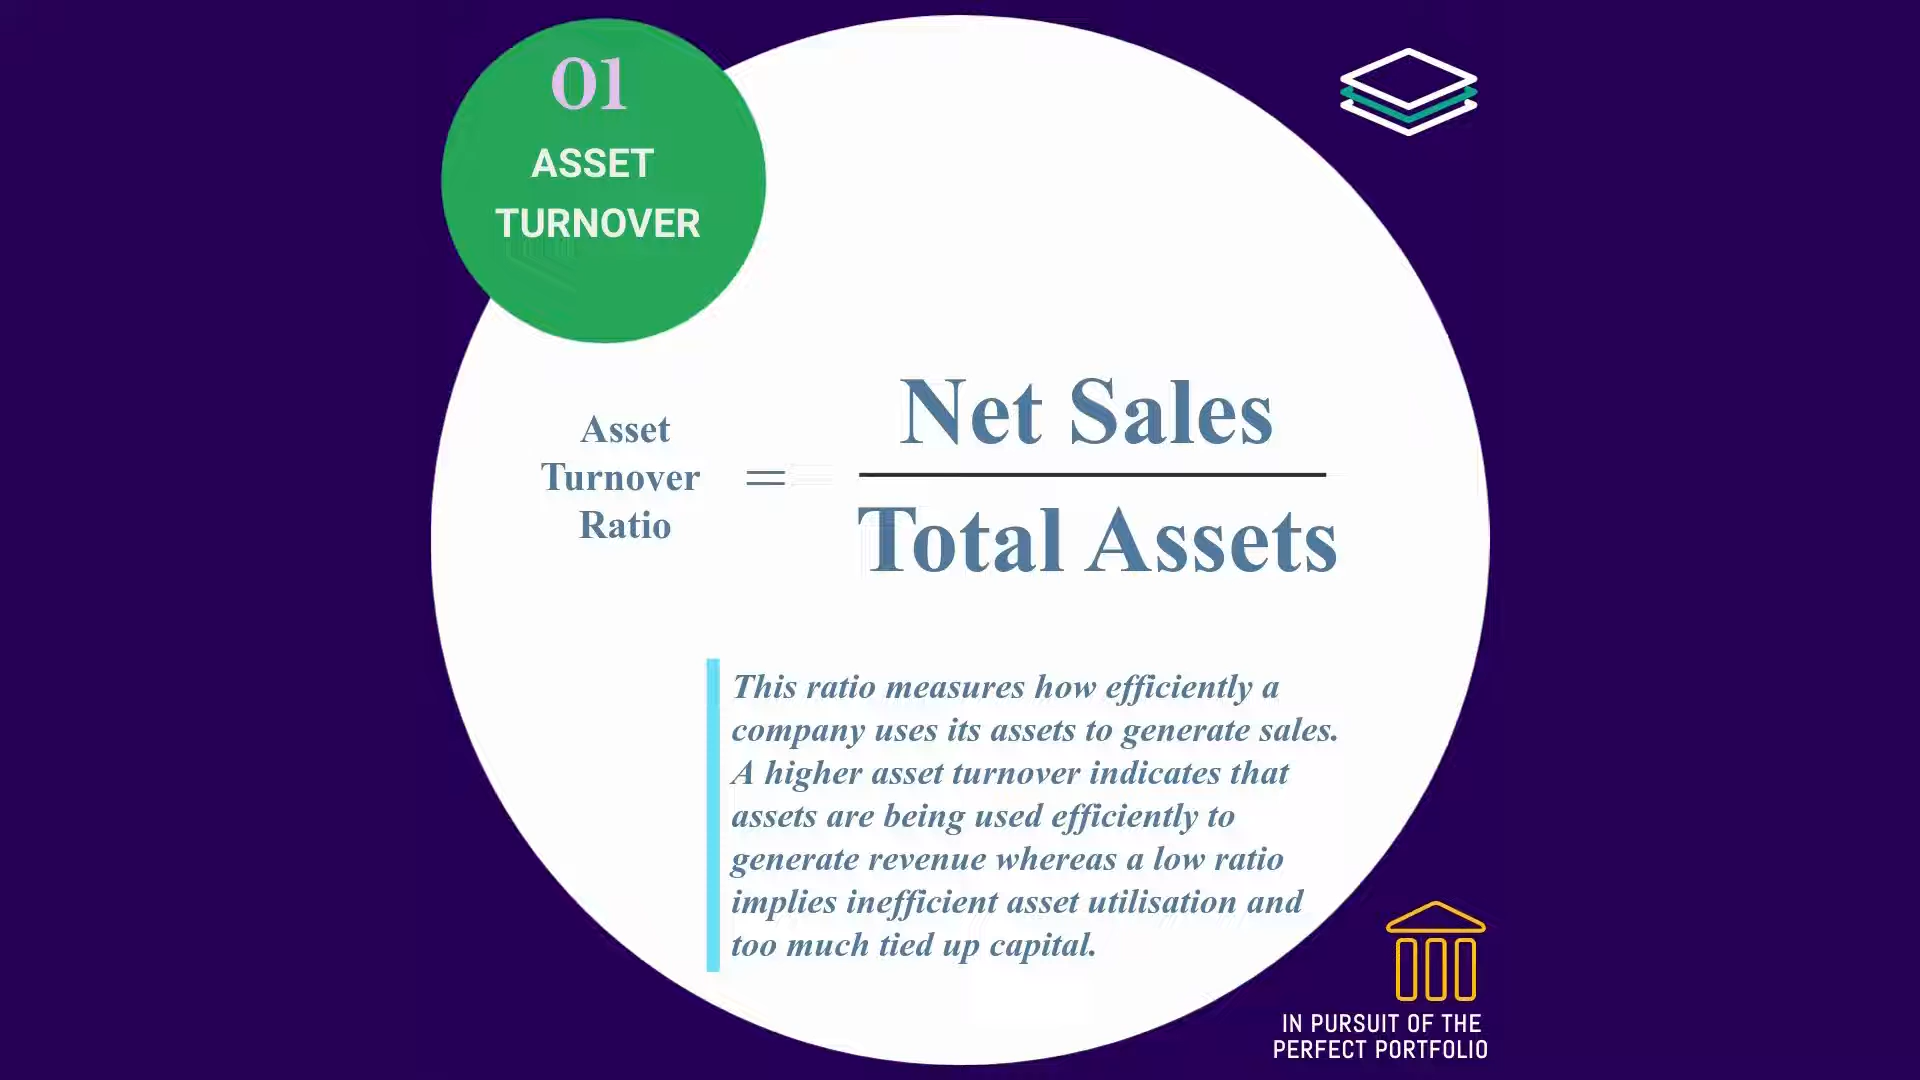 01
ASSET
TURNOVER
Asset
Turnover
Ratio
=
Net Sales
Total Assets
This ratio measures how efficiently a
company uses its assets to generate sales.
A higher asset turnover indicates that
assets are being used efficiently to
generate revenue whereas a low ratio
implies inefficient asset utilisation and
too much tied up capital.
IN PURSUIT OF THE
PERFECT PORTFOLIO